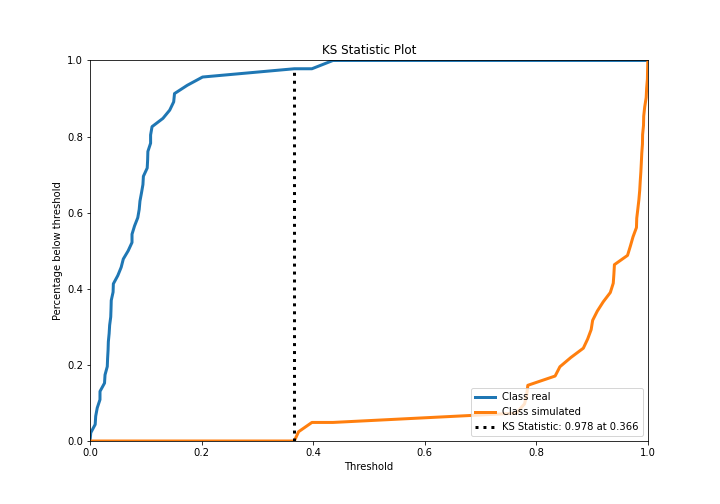 KS Statistic Plot
1.0
0.8
0.6
0.4
0.2
0.0
Percentage below threshold
Class real
Class simulated
KS Statistic: 0.978 at 0.366
0.0 0.2 0.4 0.6 0.8 1.0
Threshold